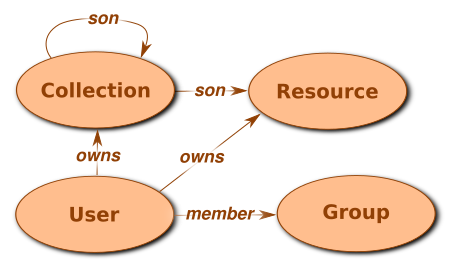 son
Collection
son
Resource
owns
owns
User
member
Group